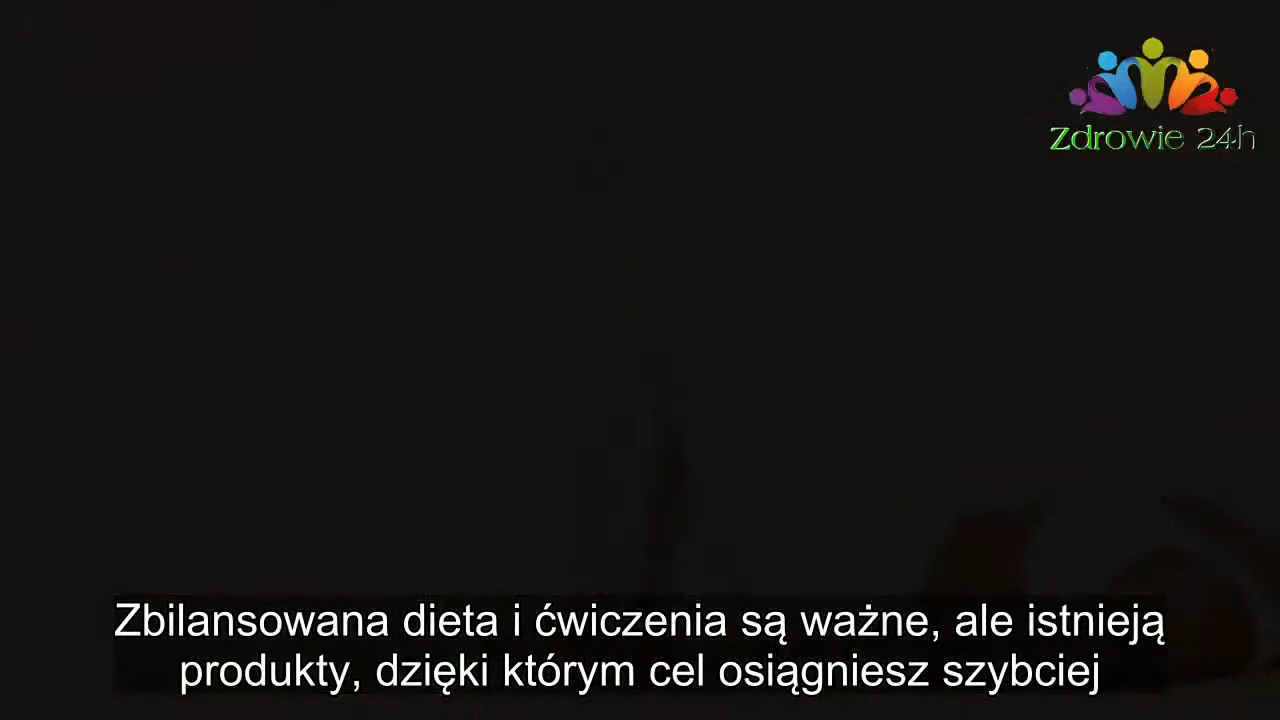 Zdrowie 24h
Zbilansowana dieta i ćwiczenia są ważne, ale istnieją
produkty, dzięki którym cel osiągniesz szybciej